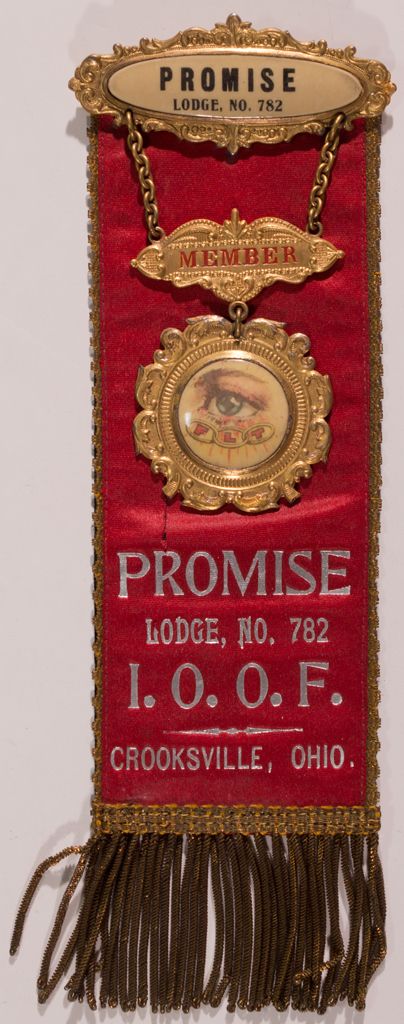 PROMISE
LODGE, NO. 782
MEMBER
F L T
PROMISE
LODGE, NO. 782
I. O. O. F.
CROOKSVILLE, OHIO.